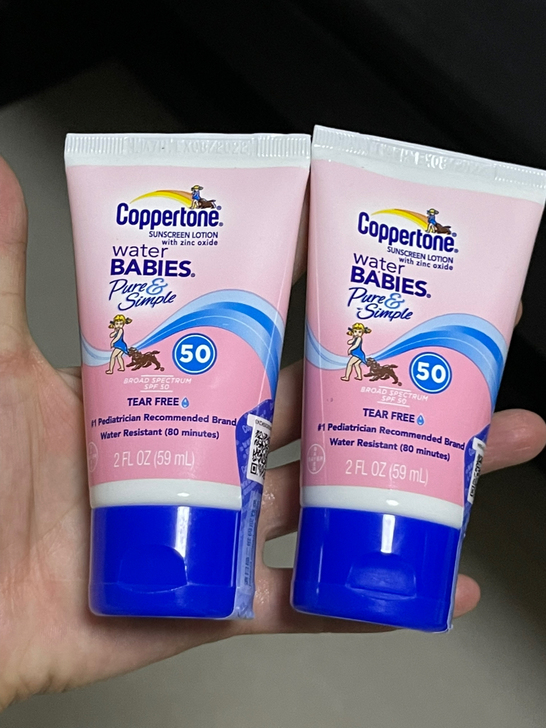 Coppertone®
SUNSCREEN LOTION
with zinc oxide
water
BABIES®
Pure &
Simple
50
BROAD SPECTRUM
SPF 50
TEAR FREE
#1 Pediatrician Recommended Brand
Water Resistant (80 minutes)
2 FL OZ (59 mL)
Coppertone®
SUNSCREEN LOTION
with zinc oxide
water
BABIES®
Pure &
Simple
50
BROAD SPECTRUM
SPF 50
TEAR FREE
#1 Pediatrician Recommended Brand
Water Resistant (80 minutes)
2 FL OZ (59 mL)